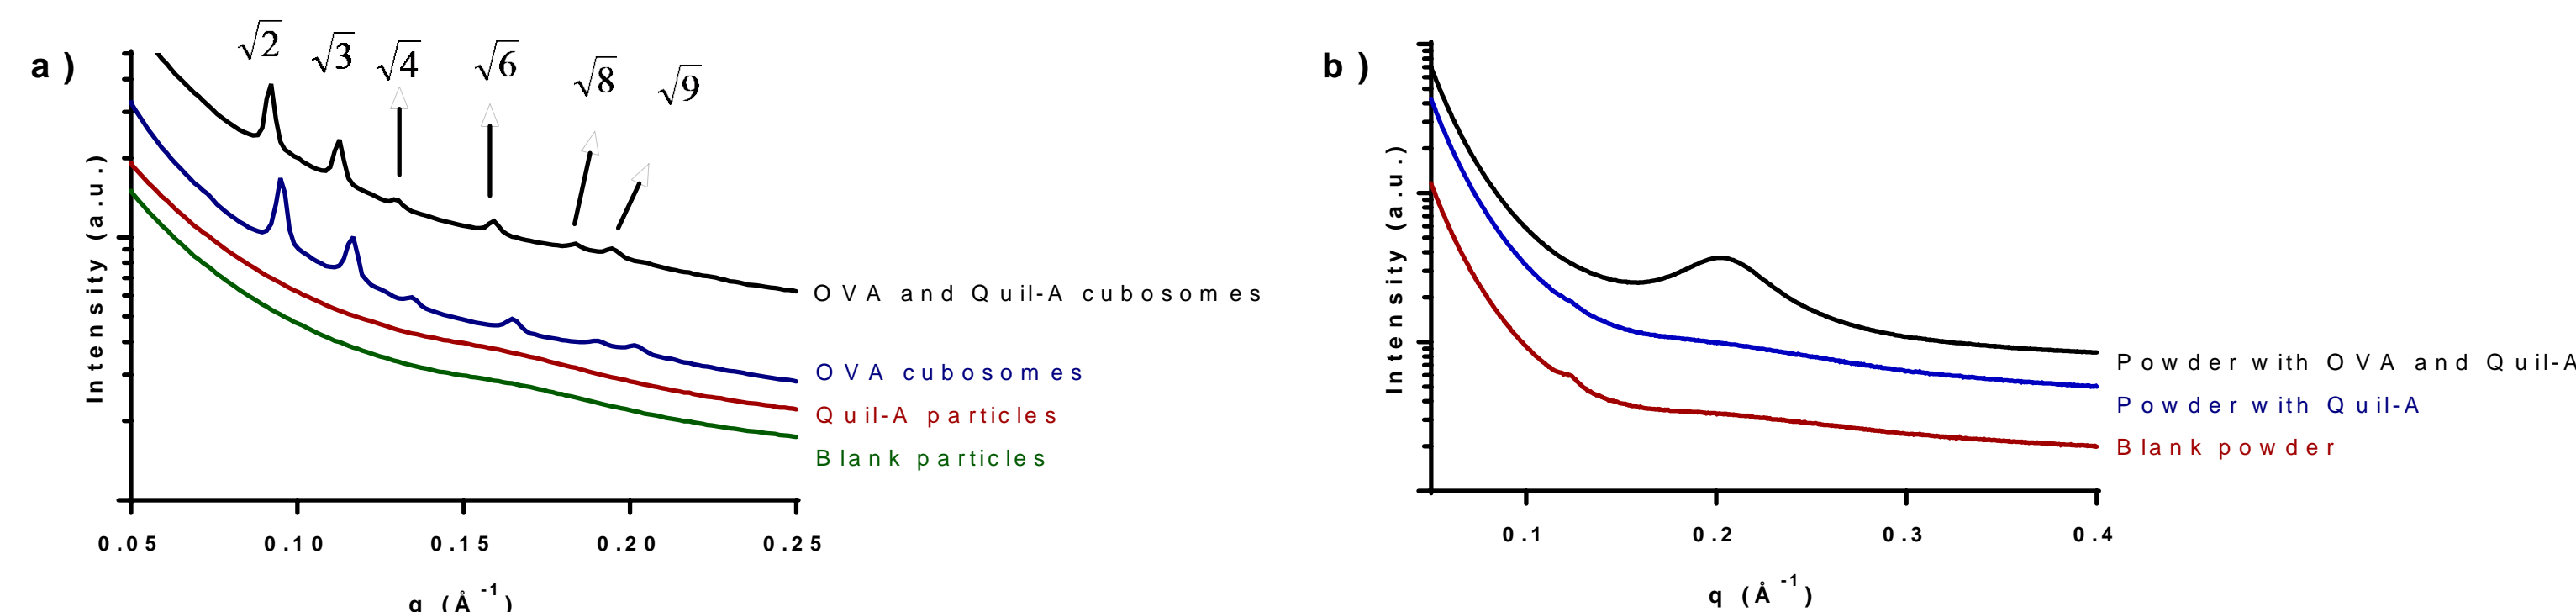 a)
√2 √3 √4 √6 √8 √9
Intensity (a.u.)
OVA and Quil-A cubosomes
OVA cubosomes
Quil-A particles
Blank particles
0.05 0.10 0.15 0.20 0.25
q (Å⁻¹)
b)
Intensity (a.u.)
Powder with OVA and Quil-A
Powder with Quil-A
Blank powder
0.1 0.2 0.3 0.4
q (Å⁻¹)